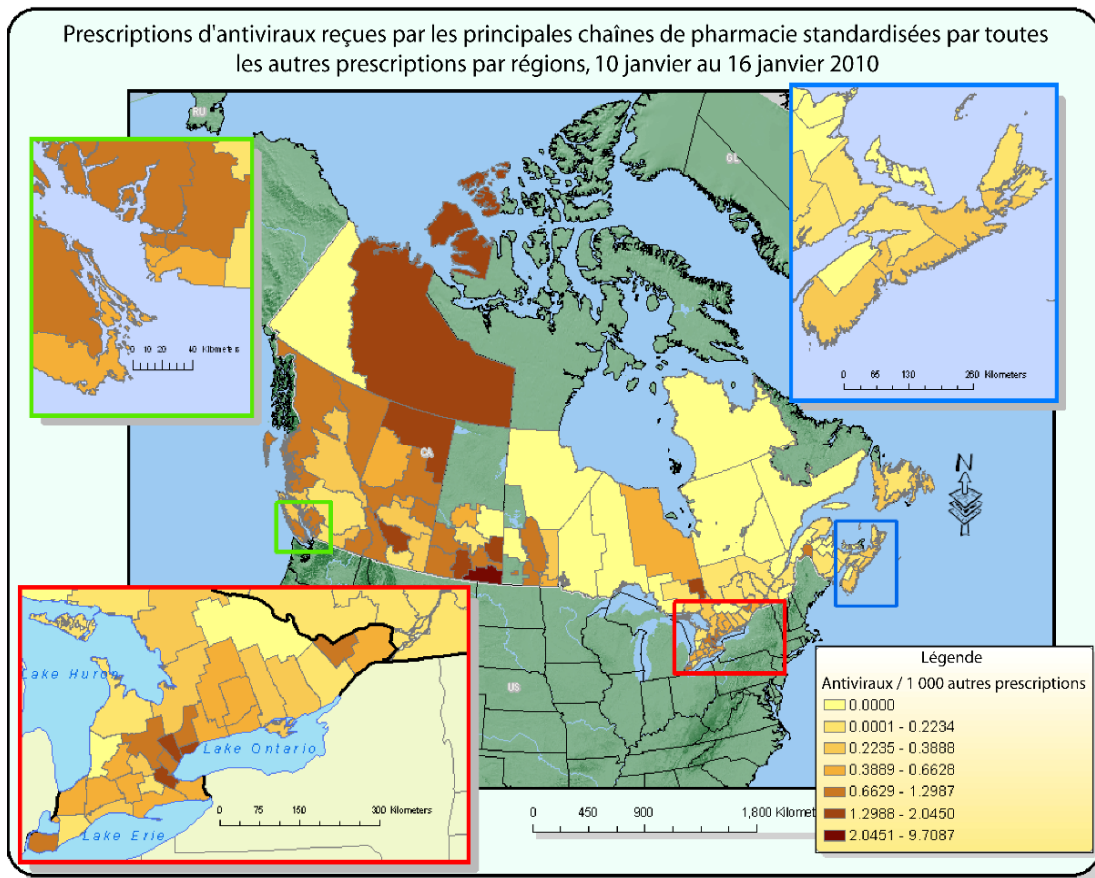 Prescriptions d'antiviraux reçues par les principales chaînes de pharmacie standardisées par toutes
les autres prescriptions par régions, 10 janvier au 16 janvier 2010
RU
GL
0 10 20 40 Kilometers
0 65 130 260 Kilometers
CA
N
US
Lake Huron
Lake Ontario
Lake Erie
0 75 150 300 Kilometers
0 450 900 1,800 Kilomet
Légende
Antiviraux / 1 000 autres prescriptions
0.0000
0.0001 - 0.2234
0.2235 - 0.3888
0.3889 - 0.6628
0.6629 - 1.2987
1.2988 - 2.0450
2.0451 - 9.7087